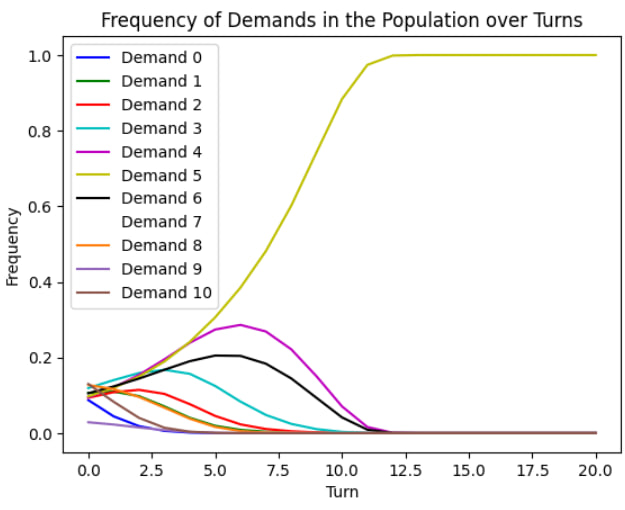 Frequency of Demands in the Population over Turns
1.0
0.8
0.6
0.4
0.2
0.0
Frequency
Demand 0
Demand 1
Demand 2
Demand 3
Demand 4
Demand 5
Demand 6
Demand 7
Demand 8
Demand 9
Demand 10
0.0 2.5 5.0 7.5 10.0 12.5 15.0 17.5 20.0
Turn